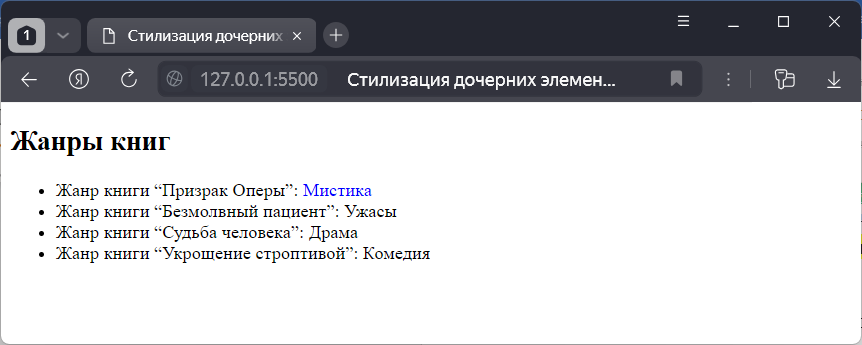 1
Стилизация дочерних
Я 127.0.0.1:5500 Стилизация дочерних элемен...
Жанры книг
Жанр книги “Призрак Оперы”: Мистика
Жанр книги “Безмолвный пациент”: Ужасы
Жанр книги “Судьба человека”: Драма
Жанр книги “Укрощение строптивой”: Комедия